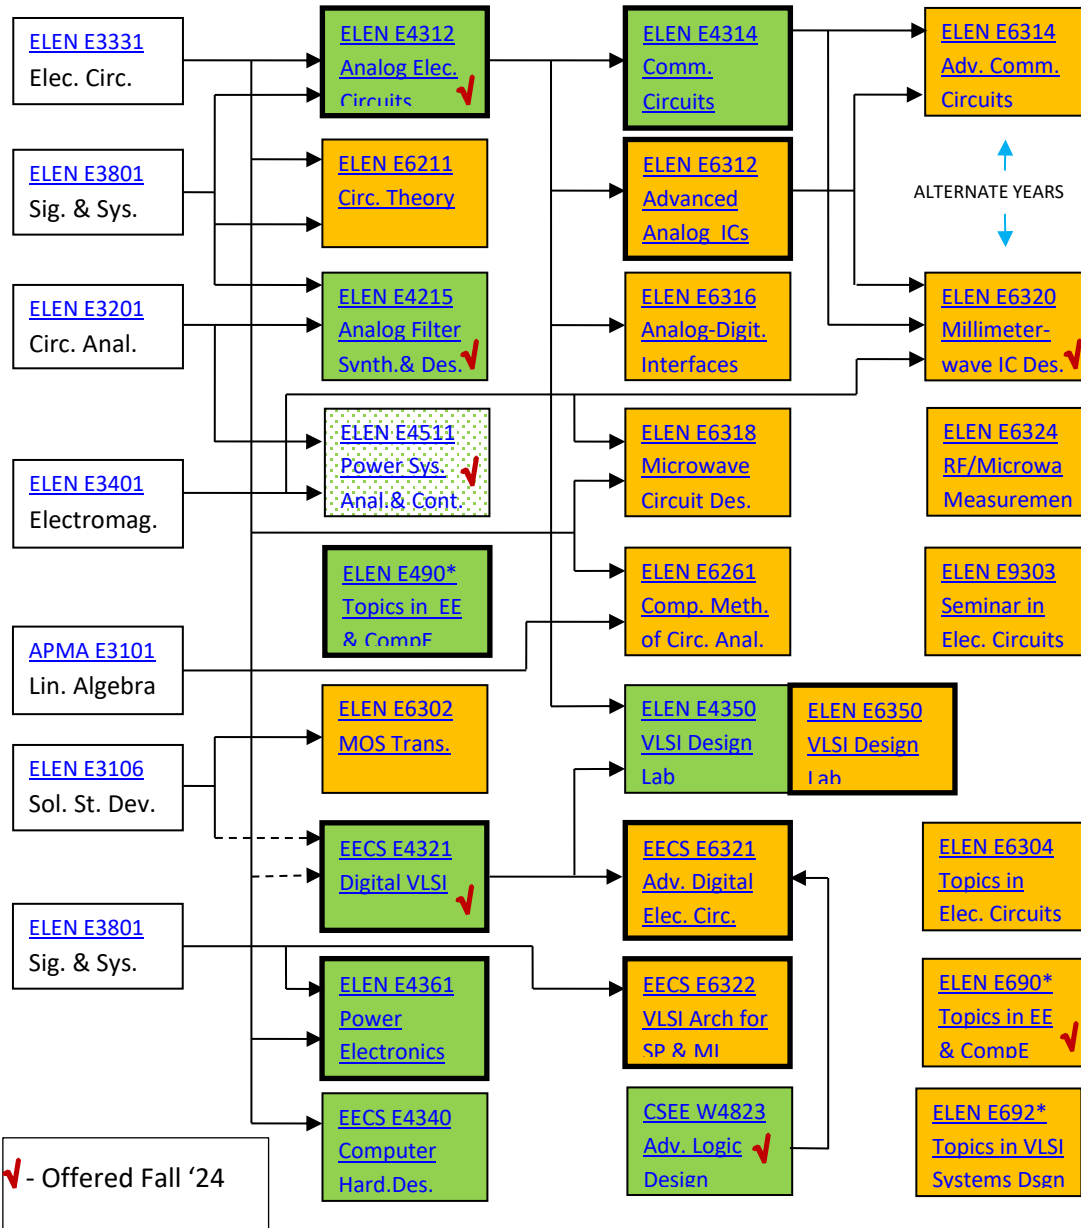 ELEN E3331
Elec. Circ.
ELEN E4312
Analog Elec.
Circuits
ELEN E4314
Comm.
Circuits
ELEN E6314
Adv. Comm.
Circuits
ELEN E3801
Sig. & Sys.
ELEN E6211
Circ. Theory
ELEN E6312
Advanced
Analog ICs
ALTERNATE YEARS
ELEN E3201
Circ. Anal.
ELEN E4215
Analog Filter
Synth.& Des.
ELEN E6316
Analog-Digit.
Interfaces
ELEN E6320
Millimeter-
wave IC Des.
ELEN E3401
Electromag.
ELEN E4511
Power Sys.
Anal.& Cont.
ELEN E6318
Microwave
Circuit Des.
ELEN E6324
RF/Microwa
Measuremen
ELEN E490*
Topics in EE
& CompE
ELEN E6261
Comp. Meth.
of Circ. Anal.
ELEN E9303
Seminar in
Elec. Circuits
APMA E3101
Lin. Algebra
ELEN E6302
MOS Trans.
ELEN E4350
VLSI Design
Lab
ELEN E6350
VLSI Design
Lab
ELEN E3106
Sol. St. Dev.
EECS E4321
Digital VLSI
EECS E6321
Adv. Digital
Elec. Circ.
ELEN E6304
Topics in
Elec. Circuits
ELEN E3801
Sig. & Sys.
ELEN E4361
Power
Electronics
EECS E6322
VLSI Arch for
SP & ML
ELEN E690*
Topics in EE
& CompE
EECS E4340
Computer
Hard.Des.
CSEE W4823
Adv. Logic
Design
ELEN E692*
Topics in VLSI
Systems Dsgn
√ - Offered Fall ‘24